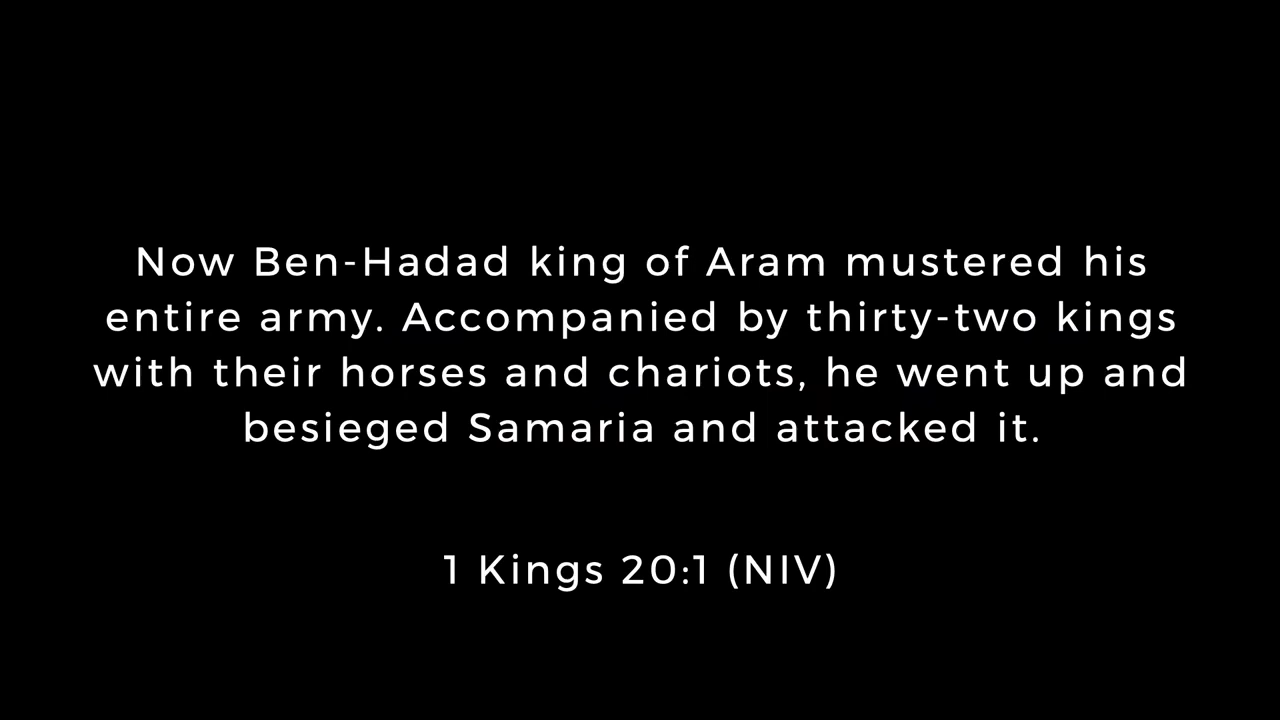 Now Ben-Hadad king of Aram mustered his
entire army. Accompanied by thirty-two kings
with their horses and chariots, he went up and
besieged Samaria and attacked it.
1 Kings 20:1 (NIV)